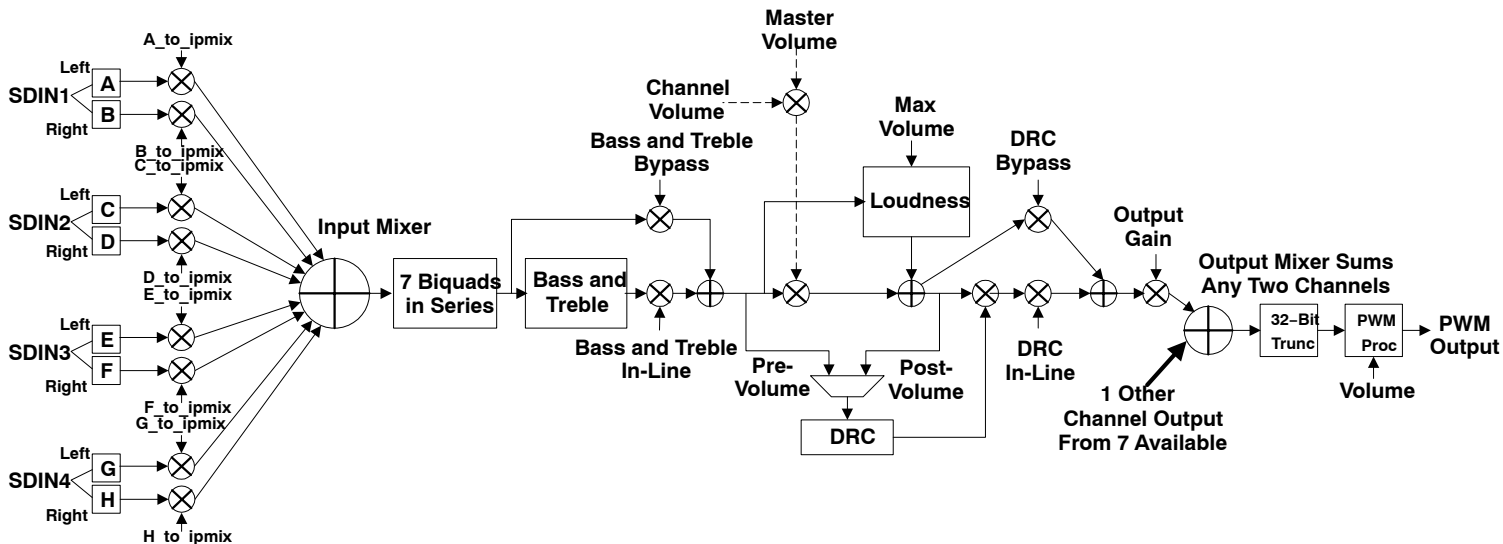 A_to_ipmix
Left
SDIN1
A
B
Right
B_to_ipmix
C_to_ipmix
Left
SDIN2
C
D
Right
D_to_ipmix
E_to_ipmix
Left
SDIN3
E
F
Right
F_to_ipmix
G_to_ipmix
Left
SDIN4
G
H
Right
H_to_ipmix
Input Mixer
7 Biquads
in Series
Bass and Treble
Bypass
Bass and
Treble
Bass and Treble
In-Line
Master
Volume
Channel
Volume
Max
Volume
Loudness
Pre-
Volume
Post-
Volume
DRC
DRC
Bypass
DRC
In-Line
Output
Gain
Output Mixer Sums
Any Two Channels
1 Other
Channel Output
From 7 Available
32−Bit
Trunc
PWM
Proc
Volume
PWM
Output